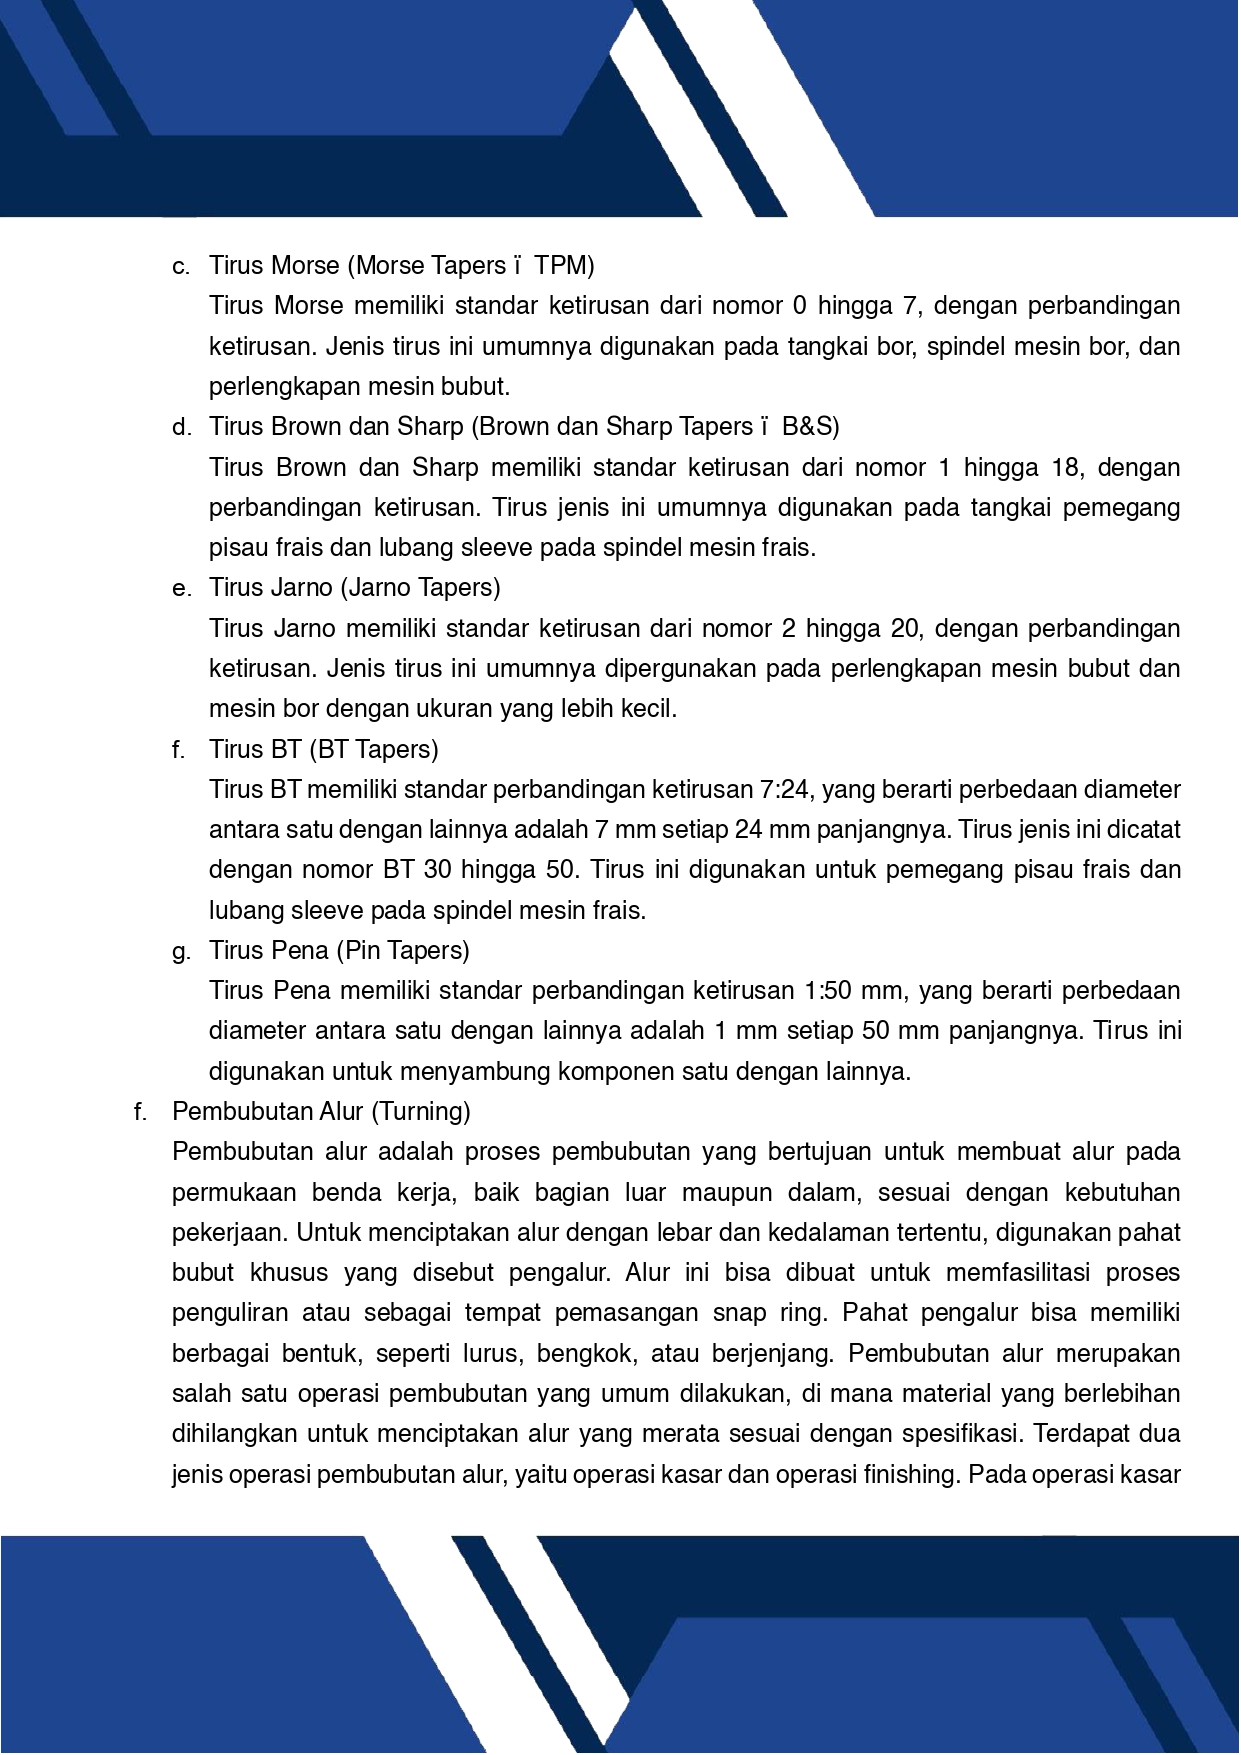 c. Tirus Morse (Morse Tapers ï TPM)
Tirus Morse memiliki standar ketirusan dari nomor 0 hingga 7, dengan perbandingan
ketirusan. Jenis tirus ini umumnya digunakan pada tangkai bor, spindel mesin bor, dan
perlengkapan mesin bubut.
d. Tirus Brown dan Sharp (Brown dan Sharp Tapers ï B&S)
Tirus Brown dan Sharp memiliki standar ketirusan dari nomor 1 hingga 18, dengan
perbandingan ketirusan. Tirus jenis ini umumnya digunakan pada tangkai pemegang
pisau frais dan lubang sleeve pada spindel mesin frais.
e. Tirus Jarno (Jarno Tapers)
Tirus Jarno memiliki standar ketirusan dari nomor 2 hingga 20, dengan perbandingan
ketirusan. Jenis tirus ini umumnya dipergunakan pada perlengkapan mesin bubut dan
mesin bor dengan ukuran yang lebih kecil.
f. Tirus BT (BT Tapers)
Tirus BT memiliki standar perbandingan ketirusan 7:24, yang berarti perbedaan diameter
antara satu dengan lainnya adalah 7 mm setiap 24 mm panjangnya. Tirus jenis ini dicatat
dengan nomor BT 30 hingga 50. Tirus ini digunakan untuk pemegang pisau frais dan
lubang sleeve pada spindel mesin frais.
g. Tirus Pena (Pin Tapers)
Tirus Pena memiliki standar perbandingan ketirusan 1:50 mm, yang berarti perbedaan
diameter antara satu dengan lainnya adalah 1 mm setiap 50 mm panjangnya. Tirus ini
digunakan untuk menyambung komponen satu dengan lainnya.
f. Pembubutan Alur (Turning)
Pembubutan alur adalah proses pembubutan yang bertujuan untuk membuat alur pada
permukaan benda kerja, baik bagian luar maupun dalam, sesuai dengan kebutuhan
pekerjaan. Untuk menciptakan alur dengan lebar dan kedalaman tertentu, digunakan pahat
bubut khusus yang disebut pengalur. Alur ini bisa dibuat untuk memfasilitasi proses
penguliran atau sebagai tempat pemasangan snap ring. Pahat pengalur bisa memiliki
berbagai bentuk, seperti lurus, bengkok, atau berjenjang. Pembubutan alur merupakan
salah satu operasi pembubutan yang umum dilakukan, di mana material yang berlebihan
dihilangkan untuk menciptakan alur yang merata sesuai dengan spesifikasi. Terdapat dua
jenis operasi pembubutan alur, yaitu operasi kasar dan operasi finishing. Pada operasi kasar